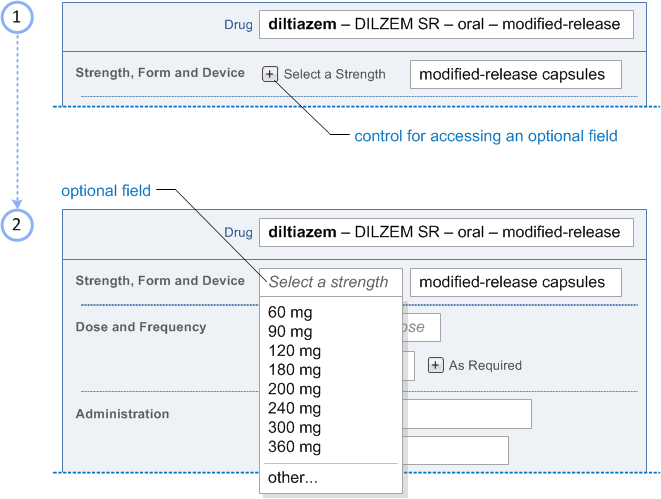 1
Drug diltiazem – DILZEM SR – oral – modified-release
Strength, Form and Device + Select a Strength modified-release capsules
control for accessing an optional field
optional field
2
Drug diltiazem – DILZEM SR – oral – modified-release
Strength, Form and Device Select a strength modified-release capsules
60 mg
Dose and Frequency ose
90 mg
120 mg
+ As Required
180 mg
200 mg
Administration 240 mg
300 mg
360 mg
other...